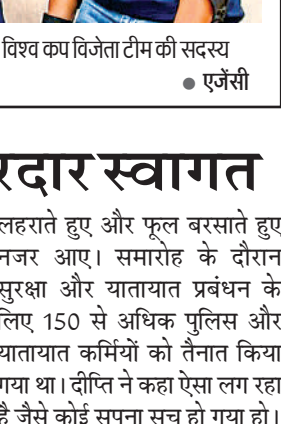 विश्व कप विजेता टीम की सदस्य
● एजेंसी
रदार स्वागत
लहराते हुए और फूल बरसाते हुए
नजर आए। समारोह के दौरान
सुरक्षा और यातायात प्रबंधन के
लिए 150 से अधिक पुलिस और
यातायात कर्मियों को तैनात किया
गया था। दीप्ति ने कहा ऐसा लग रहा
है जैसे कोई सपना सच हो गया हो।